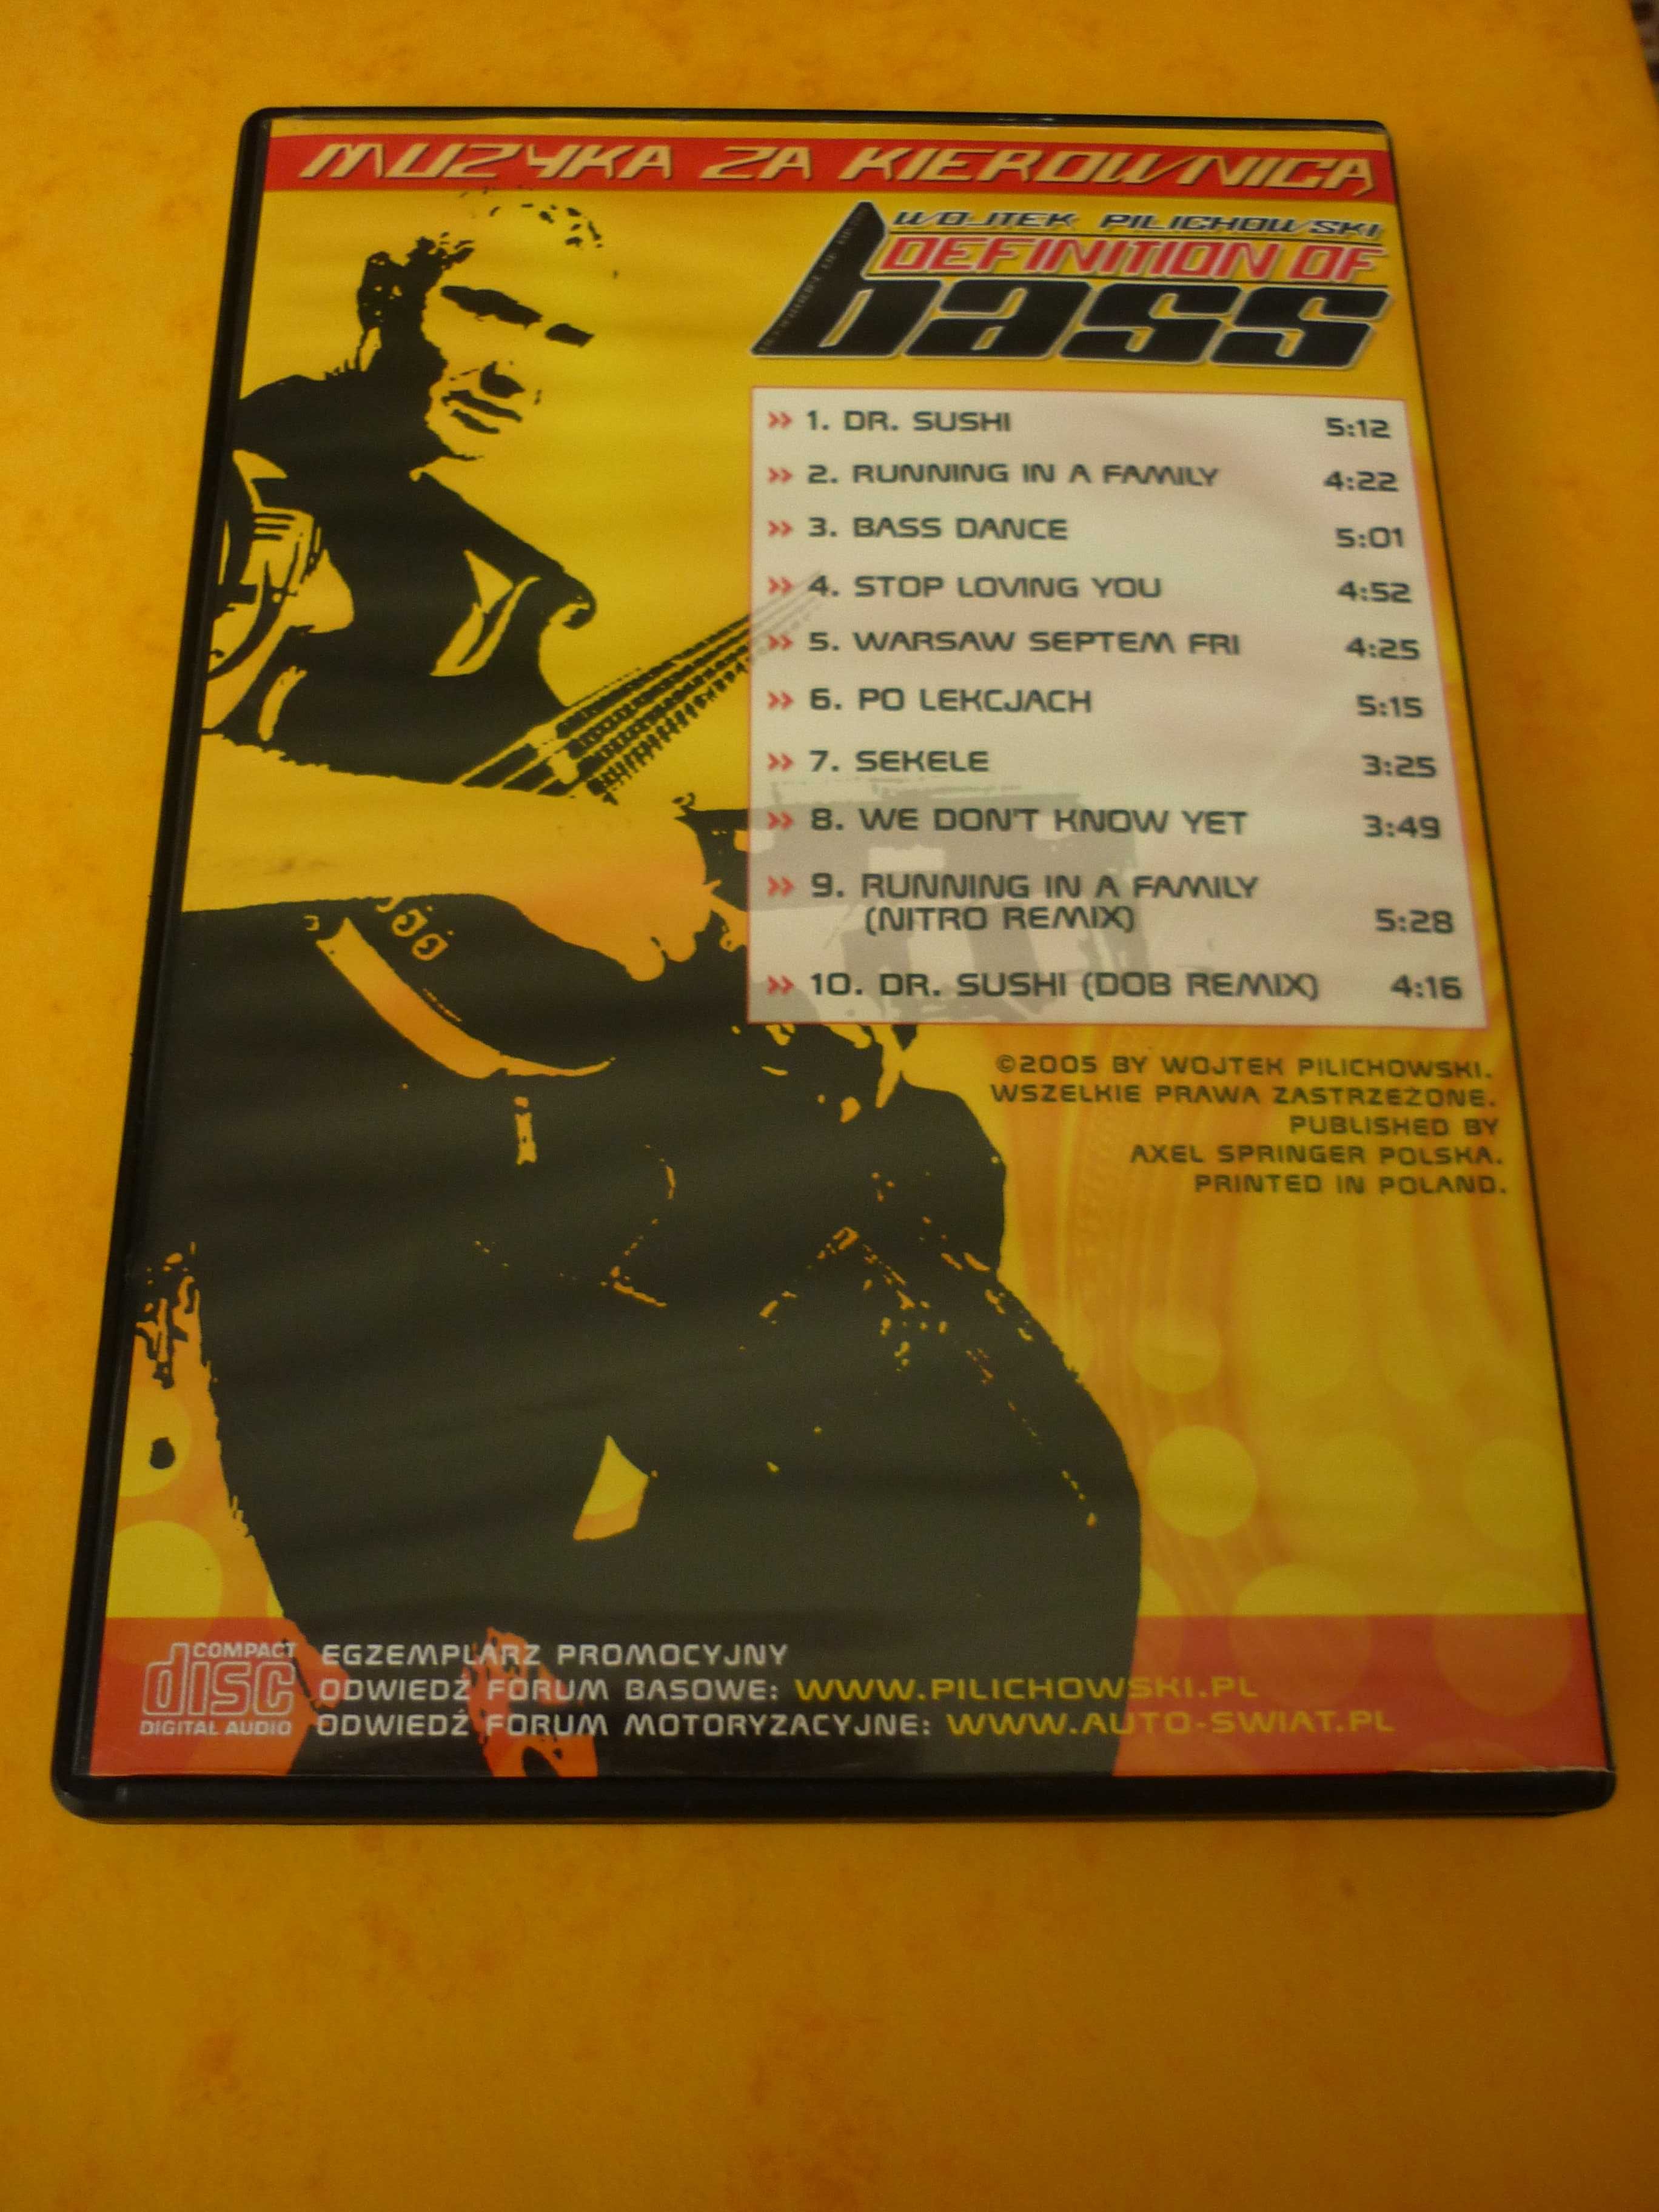 MUZYKA ZA KIEROWNICĄ
WOJTEK PILICHOWSKI
DEFINITION OF
bass
>> 1. DR. SUSHI 5:12
>> 2. RUNNING IN A FAMILY 4:22
>> 3. BASS DANCE 5:01
>> 4. STOP LOVING YOU 4:52
>> 5. WARSAW SEPTEM FRI 4:25
>> 6. PO LEKCJACH 5:15
>> 7. SEKELE 3:25
>> 8. WE DON'T KNOW YET 3:49
>> 9. RUNNING IN A FAMILY
(NITRO REMIX) 5:28
>> 10. DR. SUSHI (DOB REMIX) 4:16
©2005 BY WOJTEK PILICHOWSKI.
WSZELKIE PRAWA ZASTRZEŻONE.
PUBLISHED BY
AXEL SPRINGER POLSKA.
PRINTED IN POLAND.
COMPACT
disc
DIGITAL AUDIO
EGZEMPLARZ PROMOCYJNY
ODWIEDŹ FORUM BASOWE: WWW.PILICHOWSKI.PL
ODWIEDŹ FORUM MOTORYZACYJNE: WWW.AUTO-SWIAT.PL